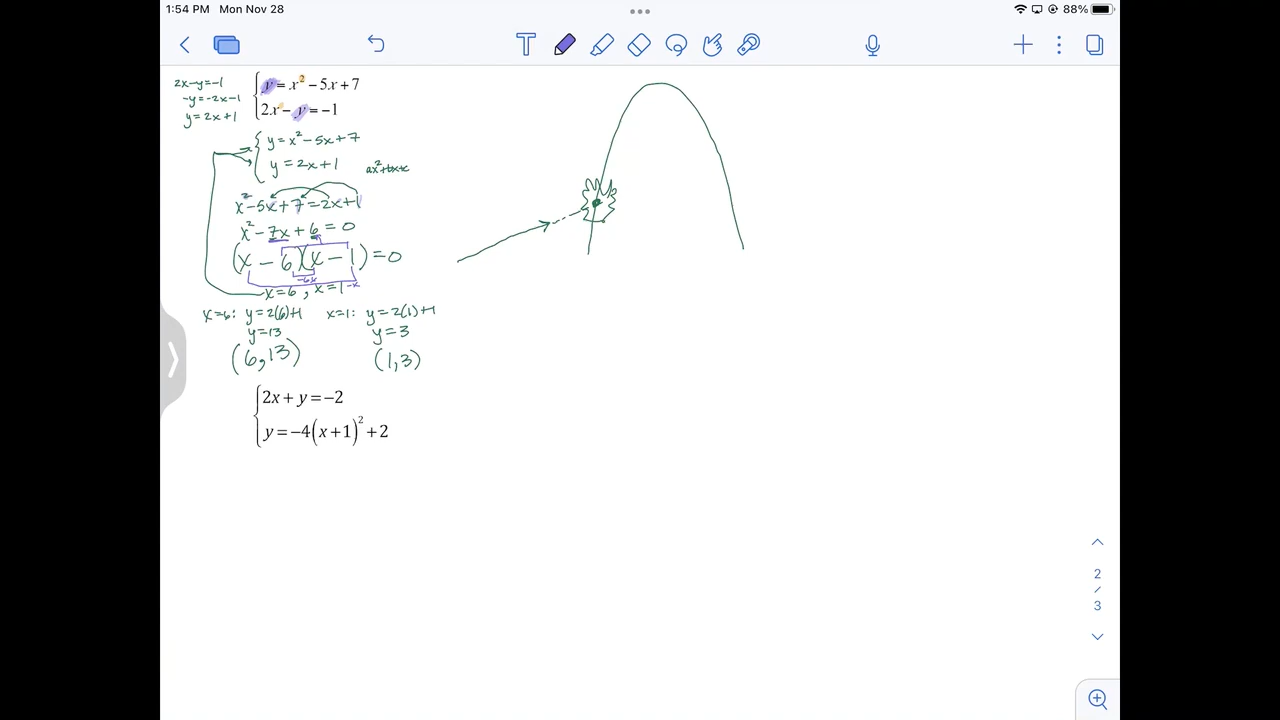 1:54 PM Mon Nov 28
88%
2x-y=-1
-y=-2x-1
y=2x+1
y = x² − 5x + 7
2x − y = −1
y = x² − 5x + 7
y = 2x + 1
ax²+bx+c
x² − 5x + 7 = 2x + 1
x² − 7x + 6 = 0
(x − 6)(x − 1) = 0
-6x
-x
x=6, x=1
x=6: y=2(6)+1
y=13
(6,13)
x=1: y=2(1)+1
y=3
(1,3)
2x + y = −2
y = −4(x+1)² + 2
T
2
/
3